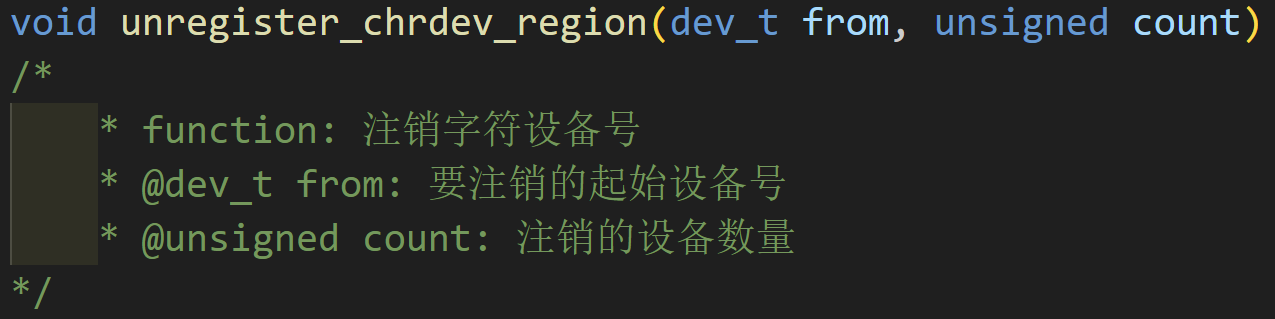 void unregister_chrdev_region(dev_t from, unsigned count)
/*
    * function: 注销字符设备号
    * @dev_t from: 要注销的起始设备号
    * @unsigned count: 注销的设备数量
*/